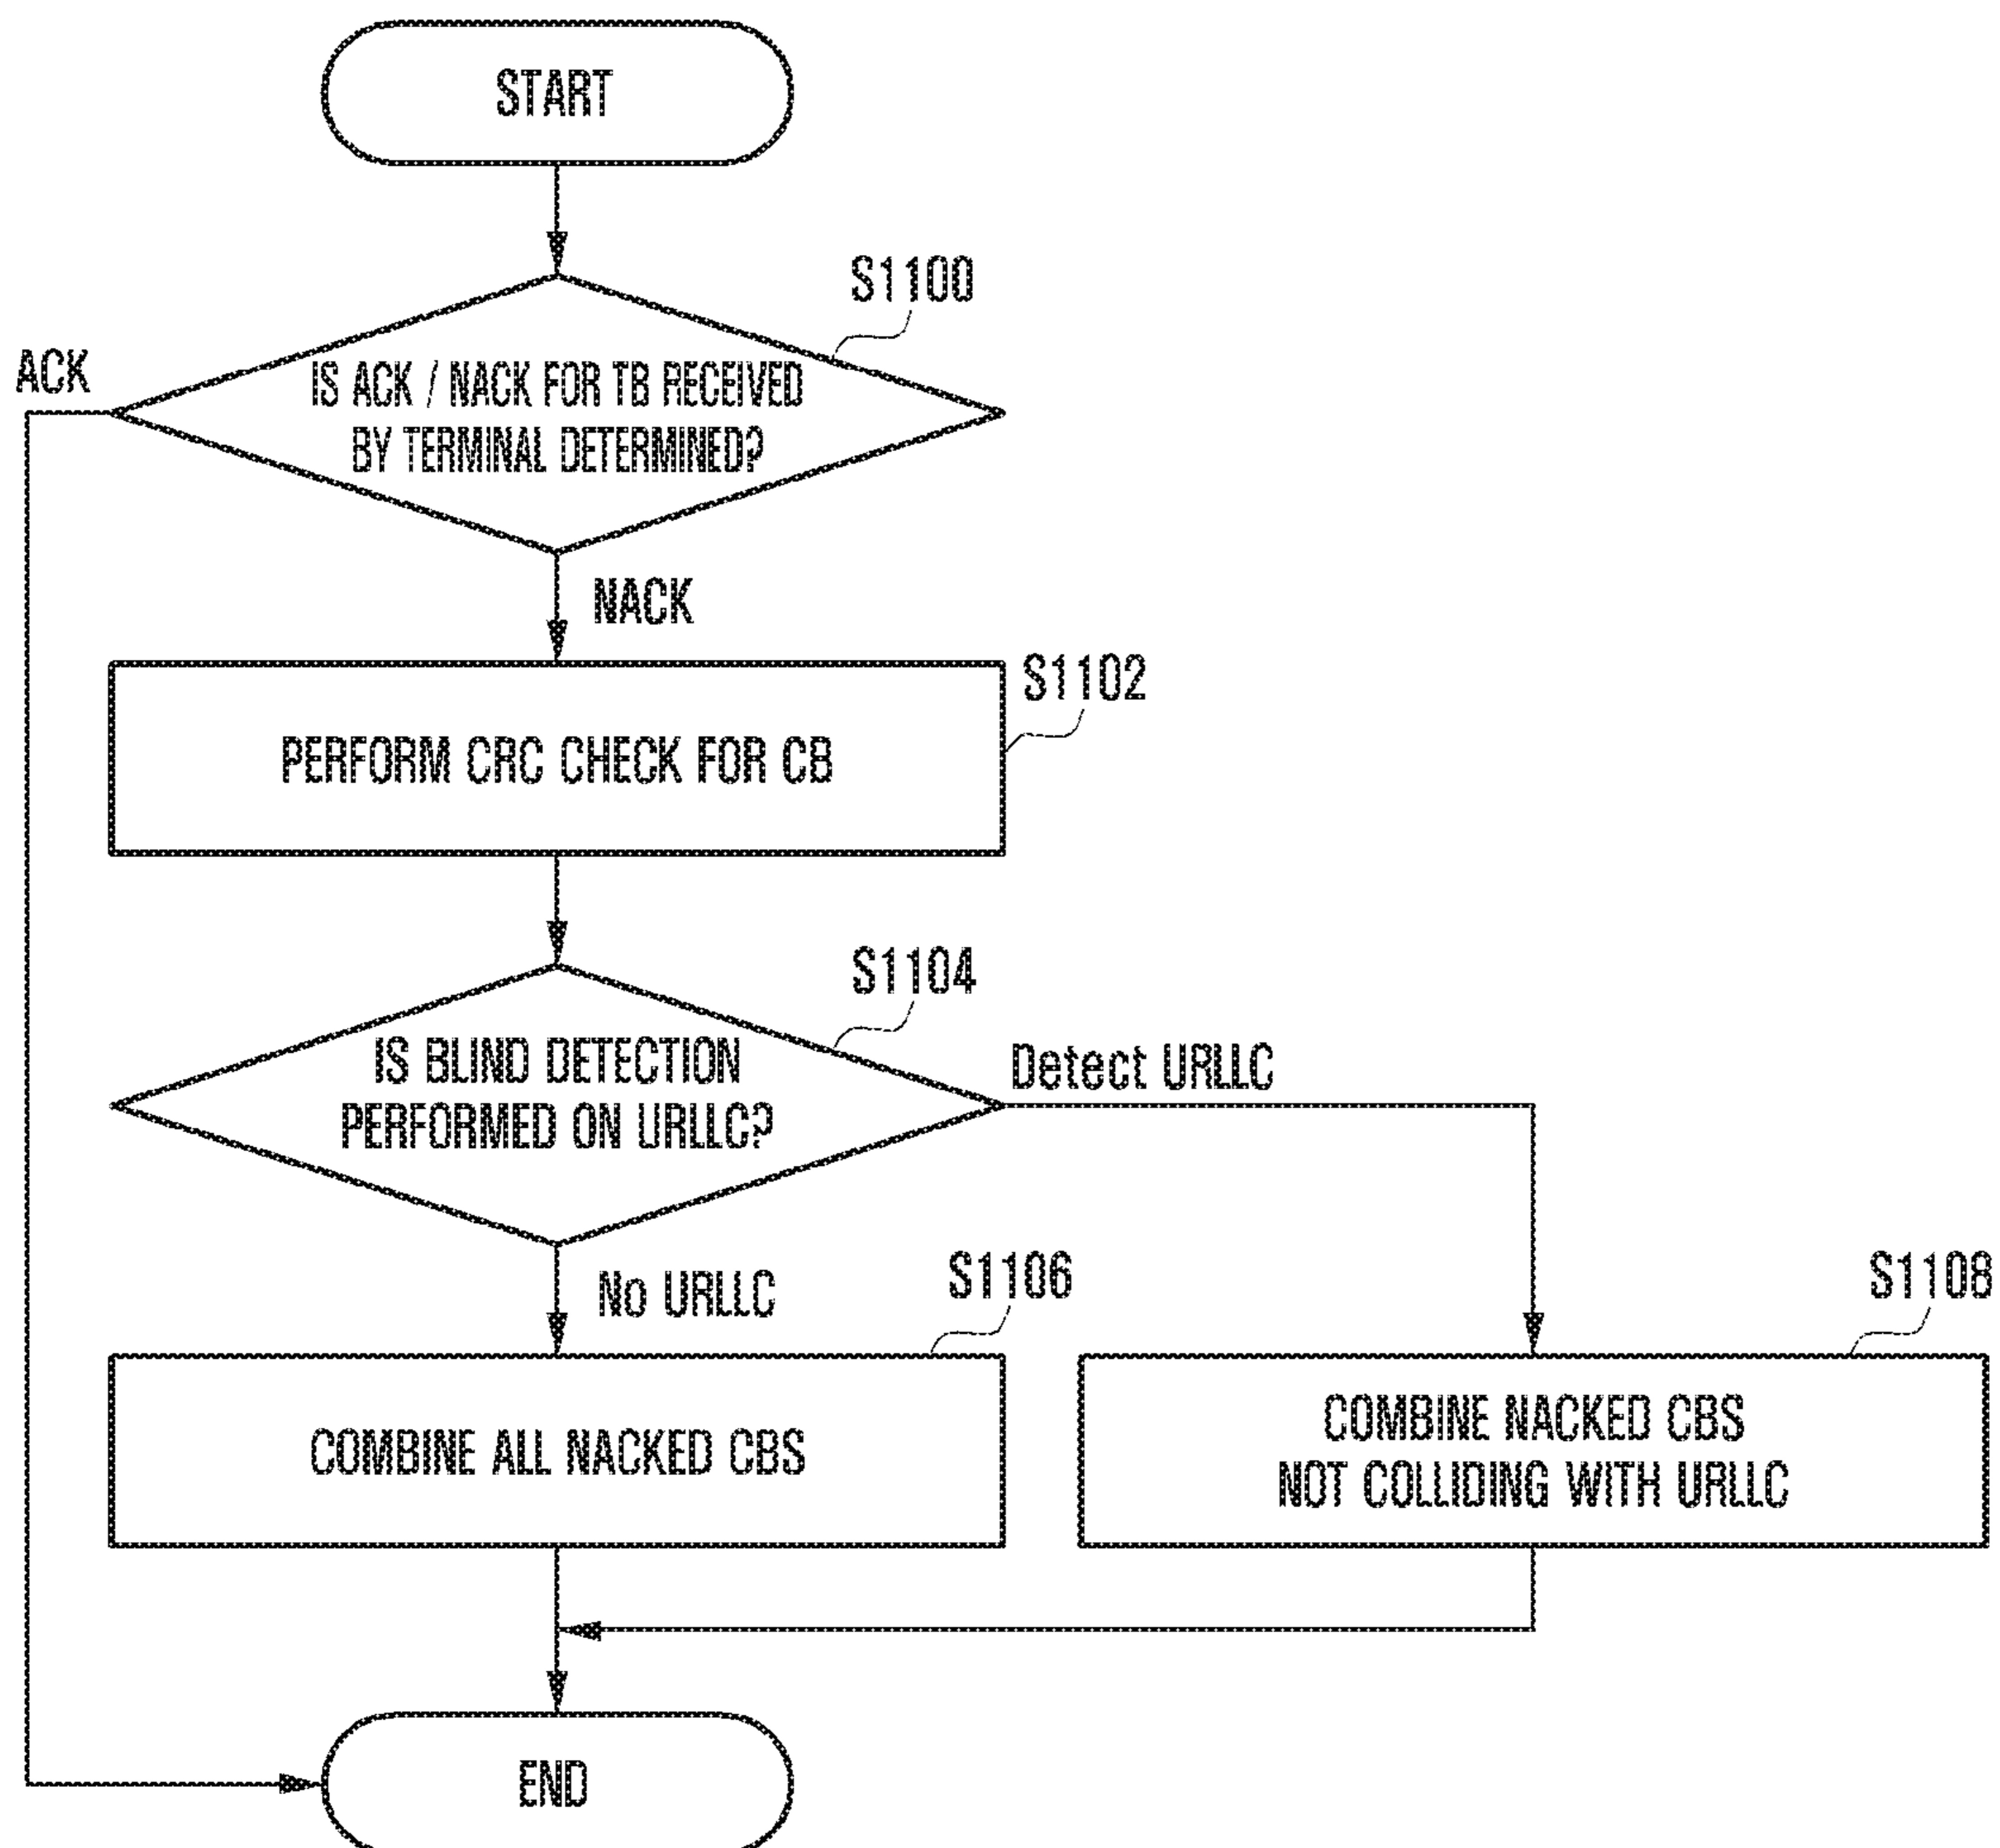 START
S1100
ACK
IS ACK / NACK FOR TB RECEIVED
BY TERMINAL DETERMINED?
NACK
S1102
PERFORM CRC CHECK FOR CB
S1104
IS BLIND DETECTION
PERFORMED ON URLLC?
Detect URLLC
No URLLC
S1106
S1108
COMBINE ALL NACKED CBS
COMBINE NACKED CBS
NOT COLLIDING WITH URLLC
END